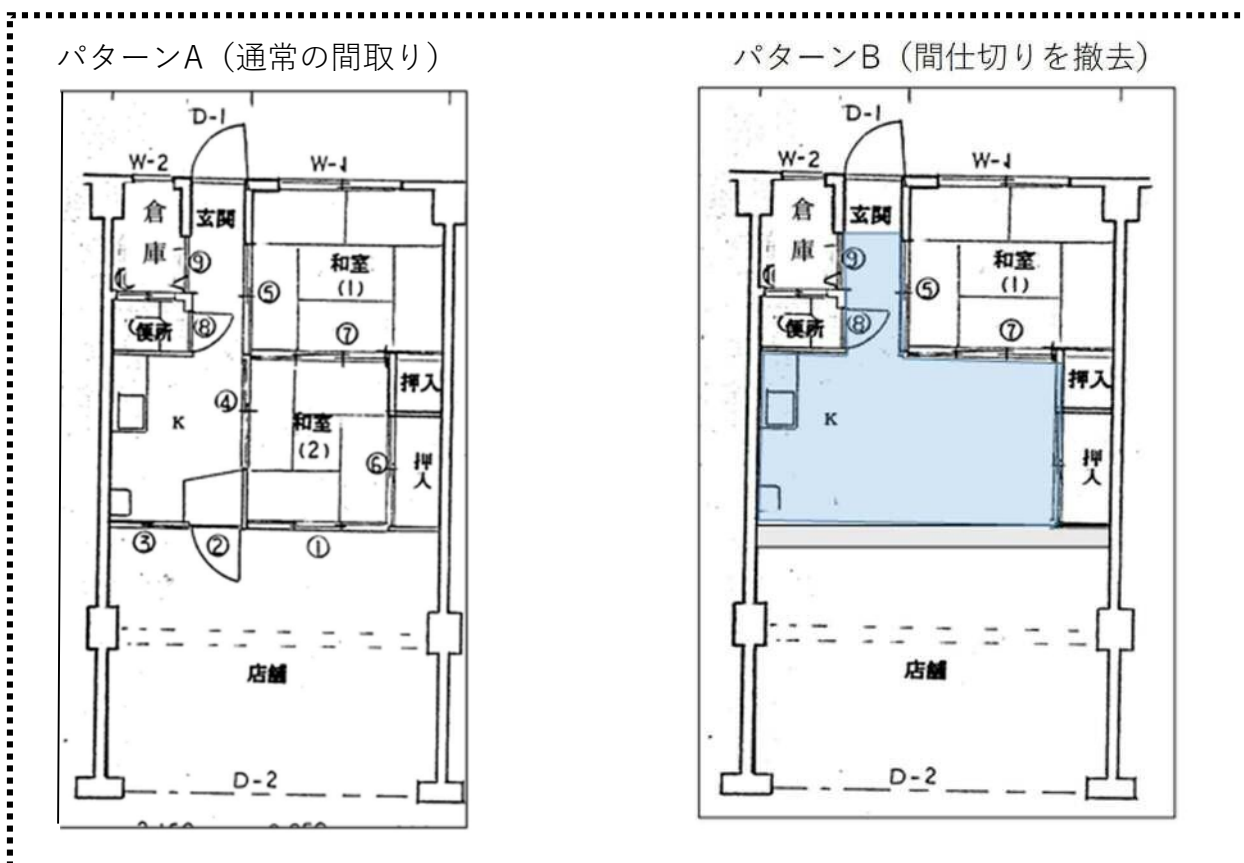 パターンA（通常の間取り）
D-1
W-2
W-1
倉
庫
玄関
⑨
和室
(1)
⑤
便所
⑧
⑦
押入
④
K
和室
(2)
⑥
押
入
③
②
①
店舗
D-2
パターンB（間仕切りを撤去）
D-1
W-2
W-1
倉
庫
玄関
⑨
和室
(1)
⑤
便所
⑧
⑦
押入
K
押
入
店舗
D-2